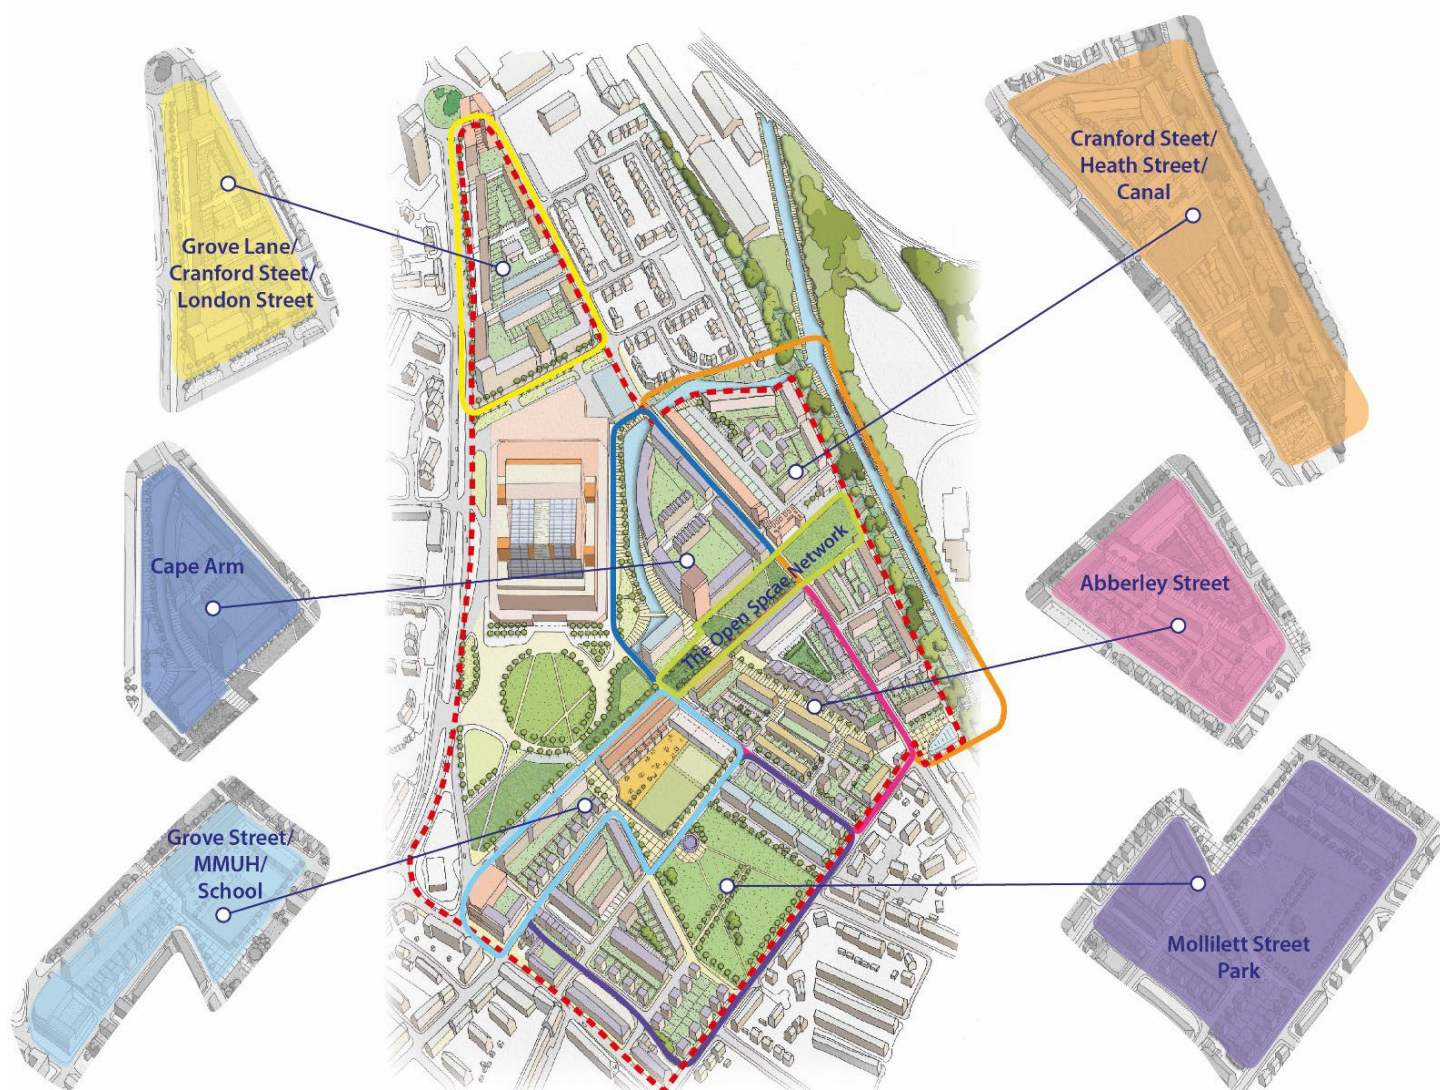 Grove Lane/
Cranford Steet/
London Street
Cranford Steet/
Heath Street/
Canal
Cape Arm
The Open Spcae Network
Abberley Street
Grove Street/
MMUH/
School
Mollilett Street
Park